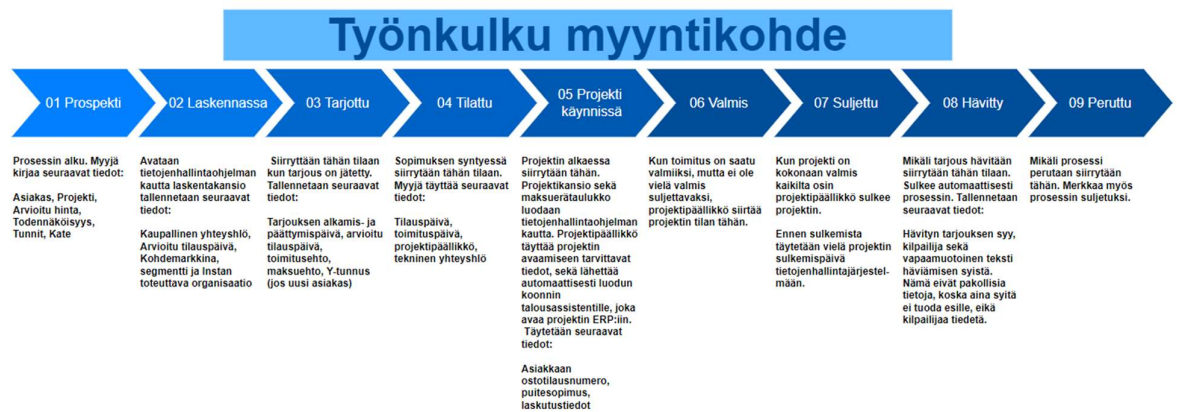 Työnkulku myyntikohde
01 Prospekti
02 Laskennassa
03 Tarjottu
04 Tilattu
05 Projekti
käynnissä
06 Valmis
07 Suljettu
08 Hävitty
09 Peruttu
Prosessin alku. Myyjä
kirjaa seuraavat tiedot:
Asiakas, Projekti,
Arvioitu hinta,
Todennäköisyys,
Tunnit, Kate
Avataan
tietojenhallintaohjelman
kautta laskentakansio
tallennetaan seuraavat
tiedot:
Kaupallinen yhteyshlö,
Arvioitu tilauspäivä,
Kohdemarkkina,
segmentti ja Instan
toteuttava organisaatio
Siirryttään tähän tilaan
kun tarjous on jätetty.
Tallennetaan seuraavat
tiedot:
Tarjouksen alkamis- ja
päättymispäivä, arvioitu
tilauspäivä,
toimitusehto,
maksuehto, Y-tunnus
(jos uusi asiakas)
Sopimuksen syntyessä
siirrytään tähän tilaan.
Myyjä täyttää seuraavat
tiedot:
Tilauspäivä,
toimituspäivä,
projektipäällikö,
tekninen yhteyshlö
Projektin alkaessa
siirrytään tähän.
Projektikansio sekä
maksuerätaulukko
luodaan
tietojenhallintaohjelman
kautta. Projektipäällikö
täyttää projektin
avaamiseen tarvittavat
tiedot, sekä lähettää
automaattisesti luodun
koonnin
talousassistentille, joka
avaa projektin ERP:iin.
Täytetään seuraavat
tiedot:
Asiakkaan
ostotilausnumero,
puitesopimus,
laskutustiedot
Kun toimitus on saatu
valmiiksi, mutta ei ole
vielä valmis
suljettavaksi,
projektipäällikö siirtää
projektin tilan tähän.
Kun projekti on
kokonaan valmis
kaikilta osin
projektipäällikö sulkee
projektin.
Ennen sulkemista
täytetään vielä projektin
sulkemispäivä
tietojenhallintajärjestel-
mään.
Mikäli tarjous hävitään
siirrytään tähän tilaan.
Sulkee automaattisesti
prosessin. Tallennetaan
seuraavat tiedot:
Hävityn tarjouksen syy,
kilpailija sekä
vapaamuotoinen teksti
häviämisen syistä.
Nämä eivät pakollisia
tietoja, koska aina syitä
ei tuoda esille, eikä
kilpailijaa tiedetä.
Mikäli prosessi
perutaan siirrytään
tähän. Merkkaa myös
prosessin suljetuksi.